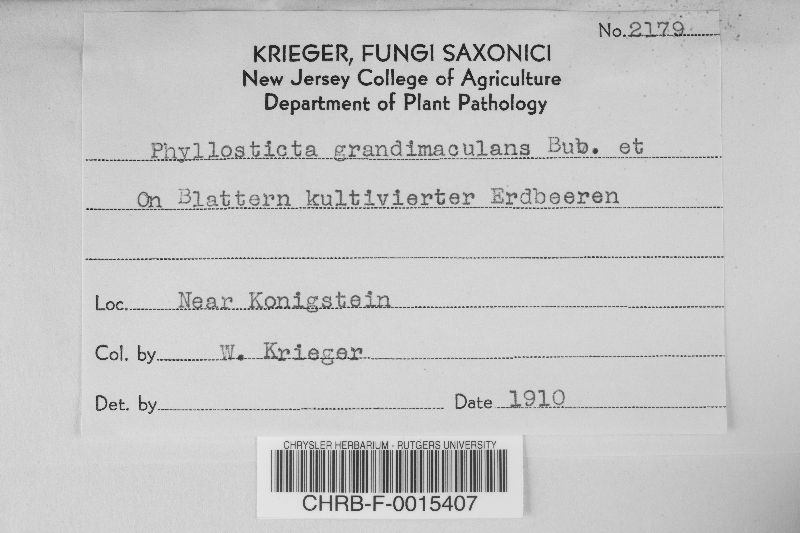 No. 2179
KRIEGER, FUNGI SAXONICI
New Jersey College of Agriculture
Department of Plant Pathology
Phyllosticta grandimaculans Bub. et
On Blattern kultivierter Erdbeeren
Loc. Near Konigstein
Col. by W. Krieger
Det. by Date 1910
CHRYSLER HERBARIUM - RUTGERS UNIVERSITY
CHRB-F-0015407